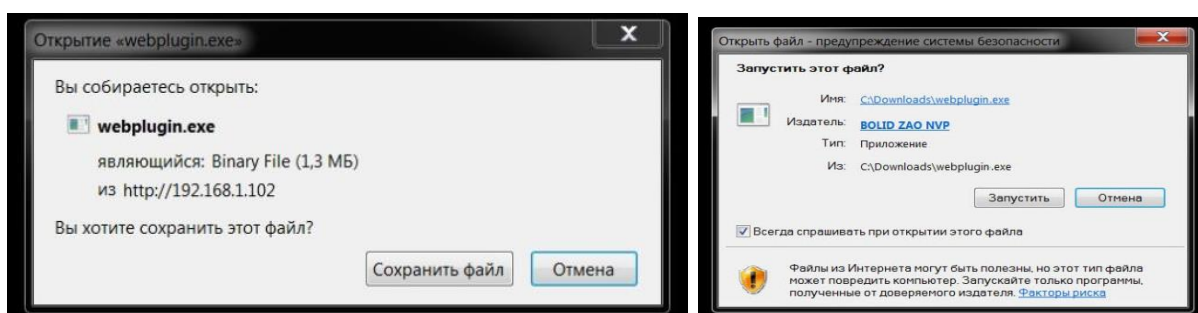 Открытие «webplugin.exe»
X
Вы собираетесь открыть:
webplugin.exe
являющийся: Binary File (1,3 МБ)
из http://192.168.1.102
Вы хотите сохранить этот файл?
Сохранить файл
Отмена
Открыть файл - предупреждение системы безопасности
X
Запустить этот файл?
Имя: C:\Downloads\webplugin.exe
Издатель: BOLID ZAO NVP
Тип: Приложение
Из: C:\Downloads\webplugin.exe
Запустить
Отмена
Всегда спрашивать при открытии этого файла
Файлы из Интернета могут быть полезны, но этот тип файла
может повредить компьютер. Запускайте только программы,
полученные от доверяемого издателя. Факторы риска